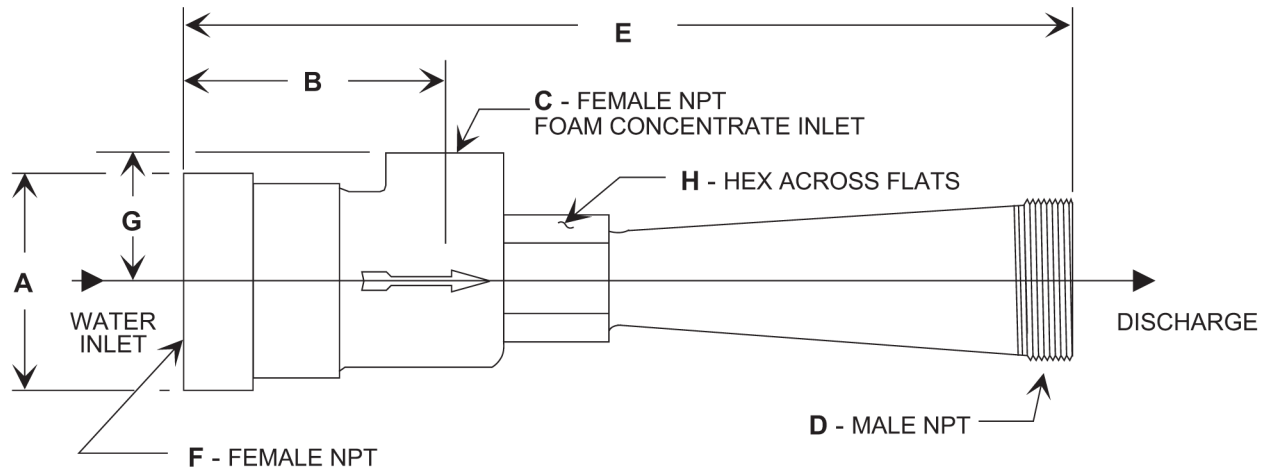 E
B
C - FEMALE NPT
FOAM CONCENTRATE INLET
H - HEX ACROSS FLATS
G
A
WATER
INLET
DISCHARGE
D - MALE NPT
F - FEMALE NPT